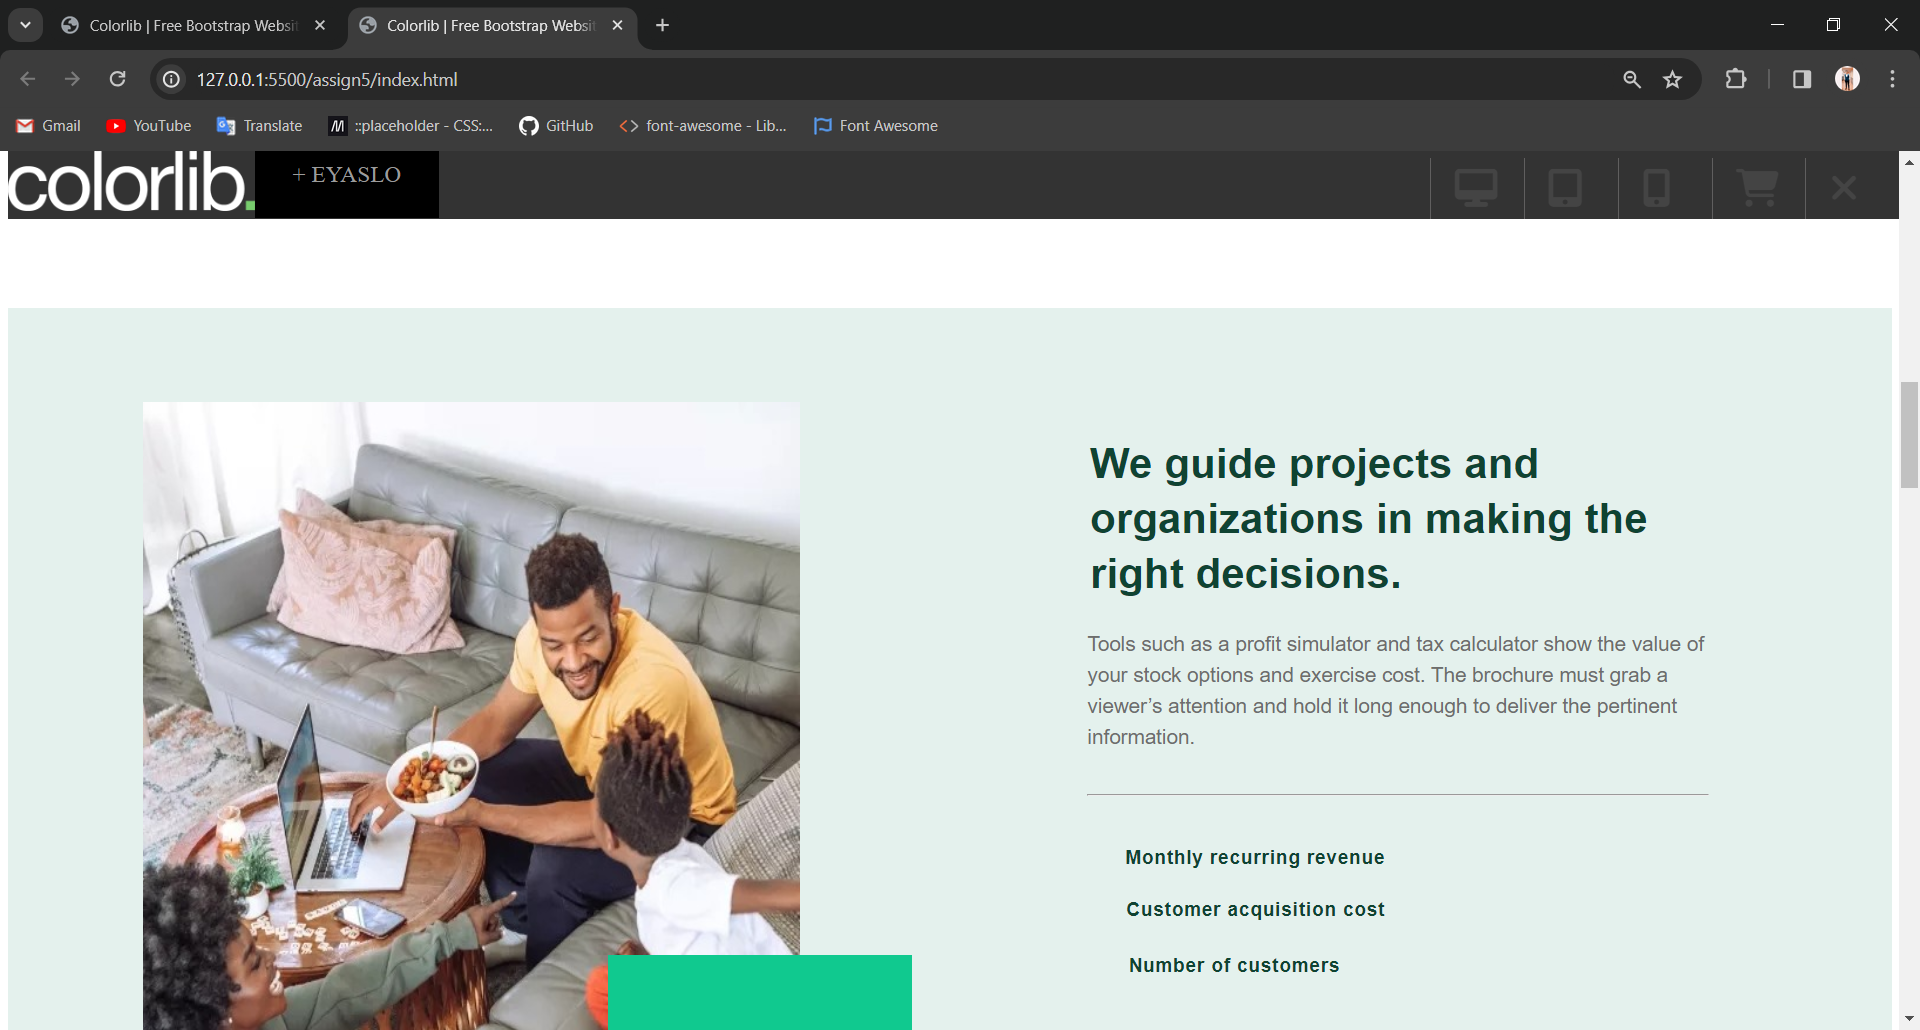 Colorlib | Free Bootstrap Websit
Colorlib | Free Bootstrap Websit
127.0.0.1:5500/assign5/index.html
Gmail
YouTube
Translate
::placeholder - CSS:...
GitHub
font-awesome - Lib...
Font Awesome
colorlib.
+ EYASLO
We guide projects and
organizations in making the
right decisions.
Tools such as a profit simulator and tax calculator show the value of
your stock options and exercise cost. The brochure must grab a
viewer’s attention and hold it long enough to deliver the pertinent
information.
Monthly recurring revenue
Customer acquisition cost
Number of customers